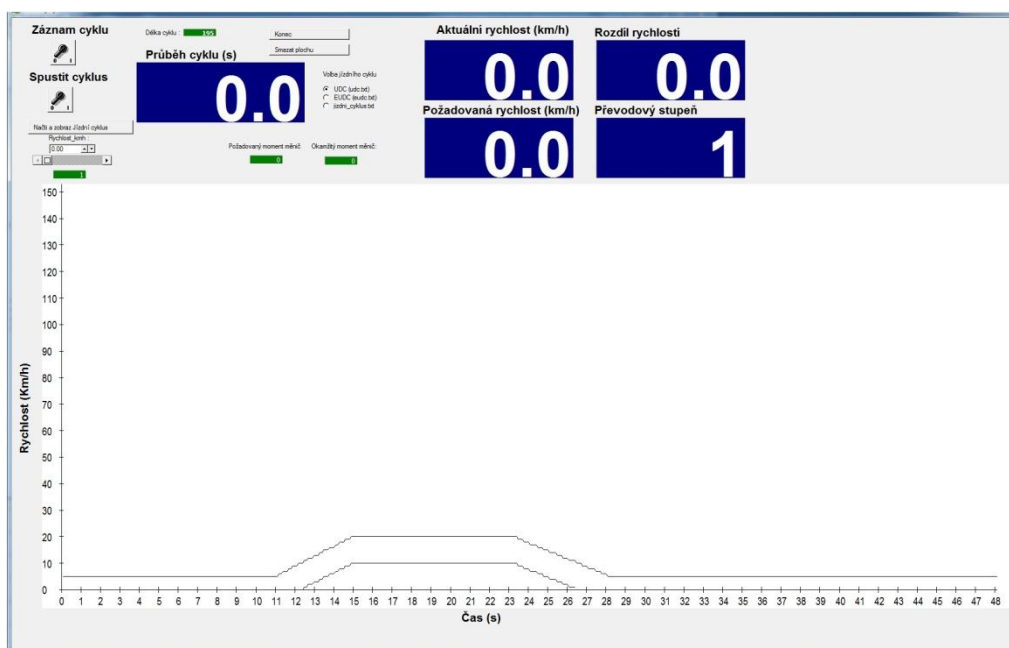 Záznam cyklu
Spustit cyklus
Načti a zobraz Jízdní cyklus
Rychlost_kmh :
0.00
1
Délka cyklu : 195
Průběh cyklu (s)
0.0
Konec
Smazat plochu
Volba jízdního cyklu
UDC (udc.txt)
EUDC (eudc.txt)
jizdni_cyklus.txt
Požadovaný moment měnič:
0
Okamžitý moment měnič:
0
Aktuální rychlost (km/h)
0.0
Rozdíl rychlosti
0.0
Požadovaná rychlost (km/h)
0.0
Převodový stupeň
1
Rychlost (Km/h)
150
140
130
120
110
100
90
80
70
60
50
40
30
20
10
0
0 1 2 3 4 5 6 7 8 9 10 11 12 13 14 15 16 17 18 19 20 21 22 23 24 25 26 27 28 29 30 31 32 33 34 35 36 37 38 39 40 41 42 43 44 45 46 47 48
Čas (s)